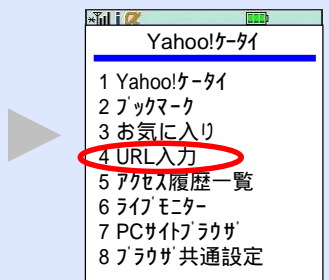 Yahoo!ｹｰﾀｲ
1 Yahoo!ｹｰﾀｲ
2 ﾌﾞｯｸﾏｰｸ
3 お気に入り
4 URL入力
5 ｱｸｾｽ履歴一覧
6 ﾗｲﾌﾞﾓﾆﾀｰ
7 PCｻｲﾄﾌﾞﾗｳｻﾞ
8 ﾌﾞﾗｳｻﾞ共通設定